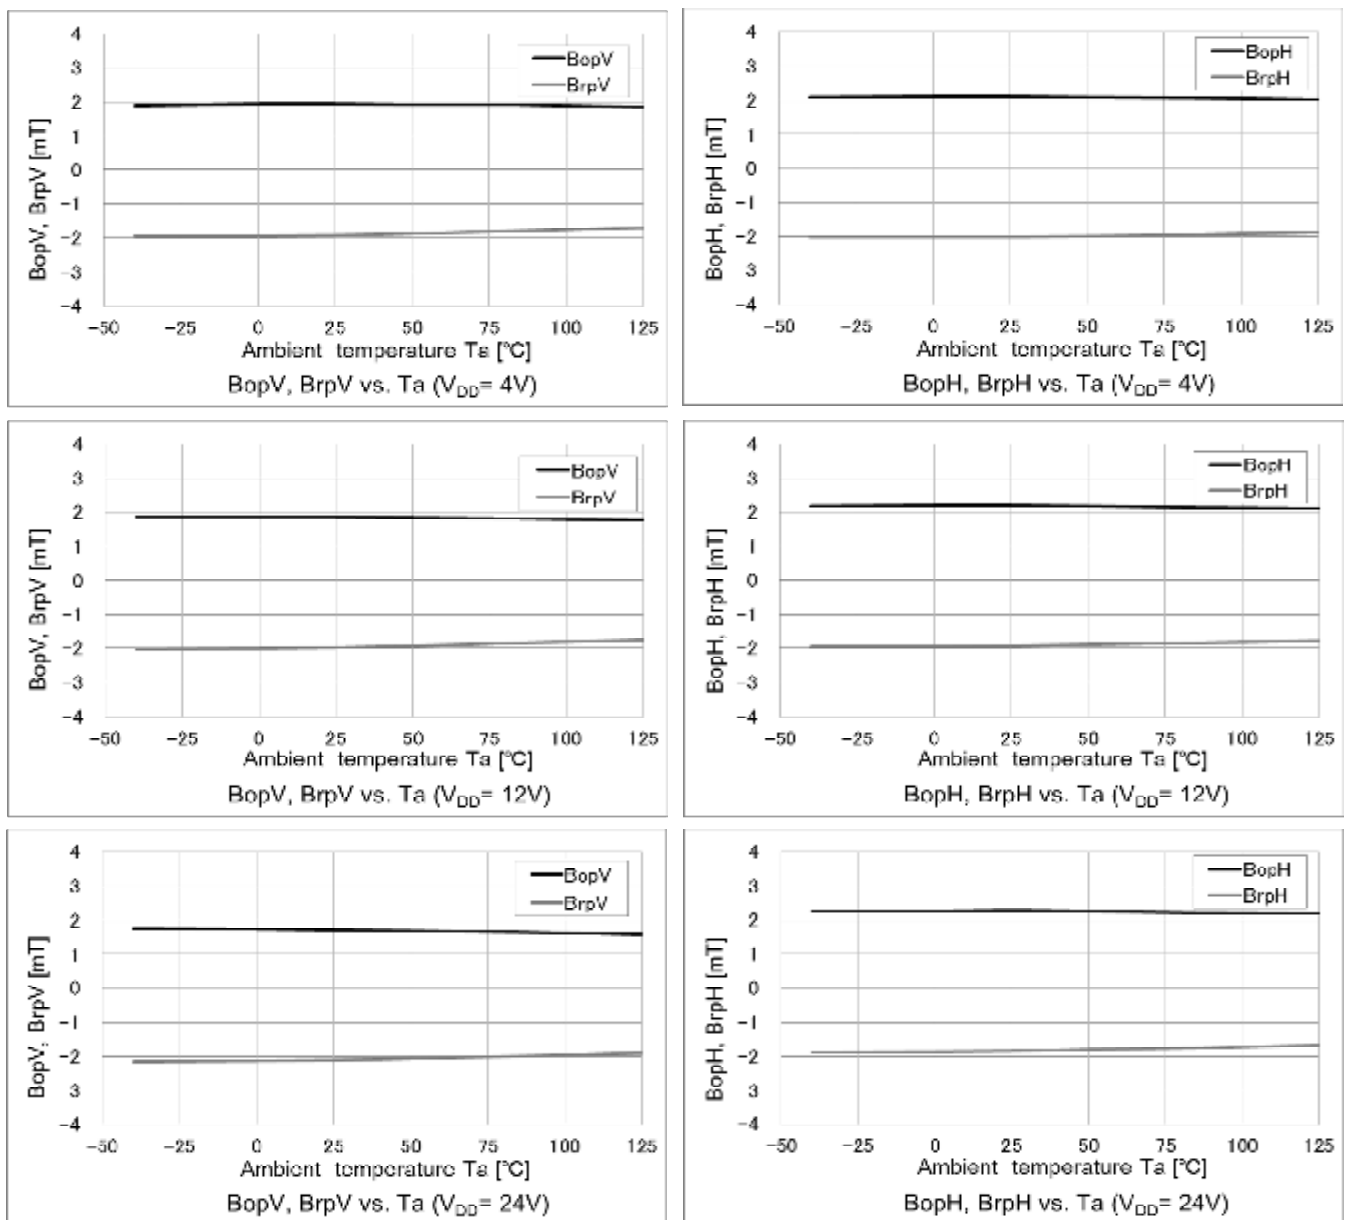 4
3
2
1
0
-1
-2
-3
-4
BopV, BrpV [mT]
BopV
BrpV
-50 -25 0 25 50 75 100 125
Ambient temperature Ta [℃]
BopV, BrpV vs. Ta (VDD= 4V)
4
3
2
1
0
-1
-2
-3
-4
BopH, BrpH [mT]
BopH
BrpH
-50 -25 0 25 50 75 100 125
Ambient temperature Ta [℃]
BopH, BrpH vs. Ta (VDD= 4V)
4
3
2
1
0
-1
-2
-3
-4
BopV, BrpV [mT]
BopV
BrpV
-50 -25 0 25 50 75 100 125
Ambient temperature Ta [℃]
BopV, BrpV vs. Ta (VDD= 12V)
4
3
2
1
0
-1
-2
-3
-4
BopH, BrpH [mT]
BopH
BrpH
-50 -25 0 25 50 75 100 125
Ambient temperature Ta [℃]
BopH, BrpH vs. Ta (VDD= 12V)
4
3
2
1
0
-1
-2
-3
-4
BopV, BrpV [mT]
BopV
BrpV
-50 -25 0 25 50 75 100 125
Ambient temperature Ta [℃]
BopV, BrpV vs. Ta (VDD= 24V)
4
3
2
1
0
-1
-2
-3
-4
BopH, BrpH [mT]
BopH
BrpH
-50 -25 0 25 50 75 100 125
Ambient temperature Ta [℃]
BopH, BrpH vs. Ta (VDD= 24V)